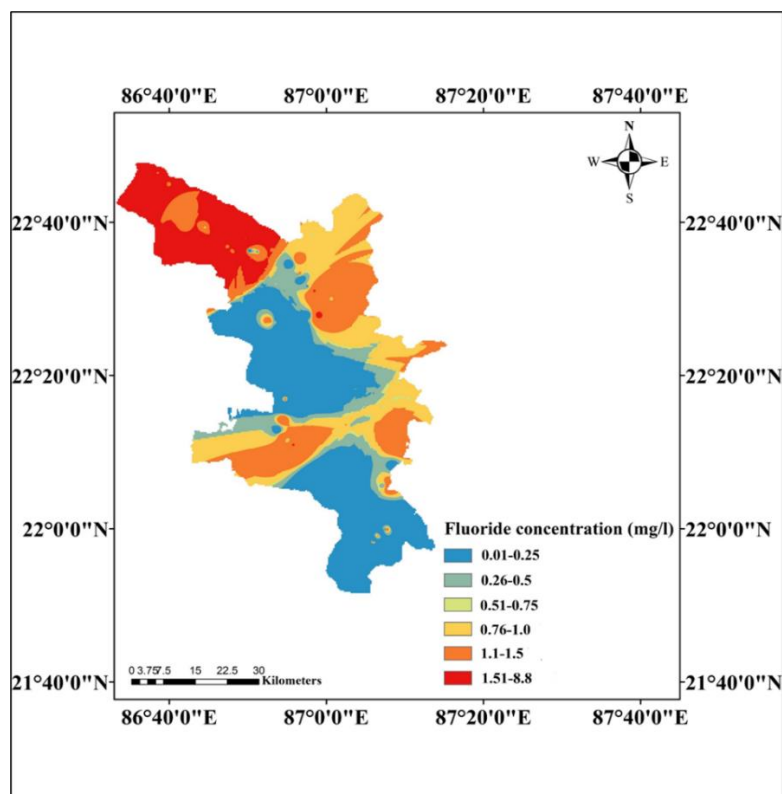 86°40'0"E 87°0'0"E 87°20'0"E 87°40'0"E
N
W E
S
22°40'0"N 22°40'0"N
22°20'0"N 22°20'0"N
22°0'0"N 22°0'0"N
Fluoride concentration (mg/l)
0.01-0.25
0.26-0.5
0.51-0.75
0.76-1.0
1.1-1.5
1.51-8.8
0 3.75 7.5 15 22.5 30
Kilometers
21°40'0"N 21°40'0"N
86°40'0"E 87°0'0"E 87°20'0"E 87°40'0"E